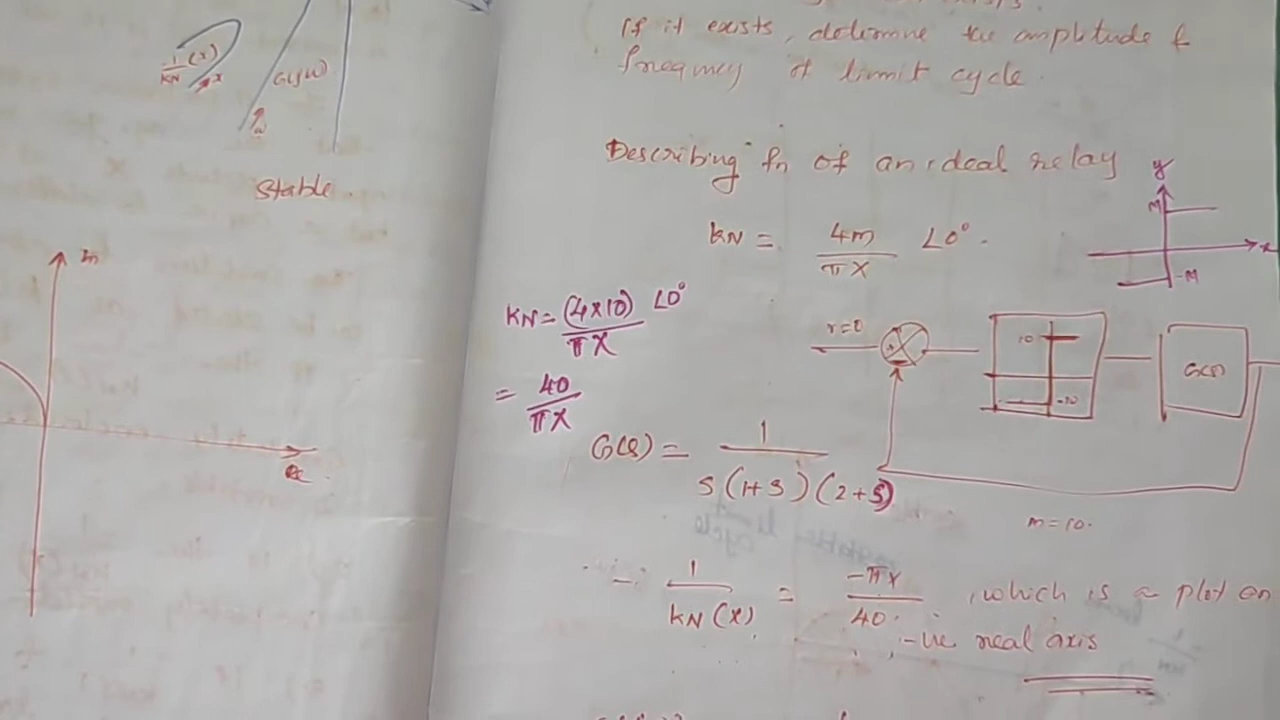 -1/KN (X)
X
G(jω)
ω
Stable
Im
Re
If it exists, determine the amplitude &
frequency of limit cycle.
Describing fn of an ideal relay
KN = 4m/πX ∠0°.
y
M
x
-M
KN = (4×10)/πX ∠0°
= 40/πX
r=0
10
-10
G(s)
G(s) = 1/S(1+S)(2+S)
m=10.
- 1/KN(X) = -πX/40 , which is a plot on
-ve real axis